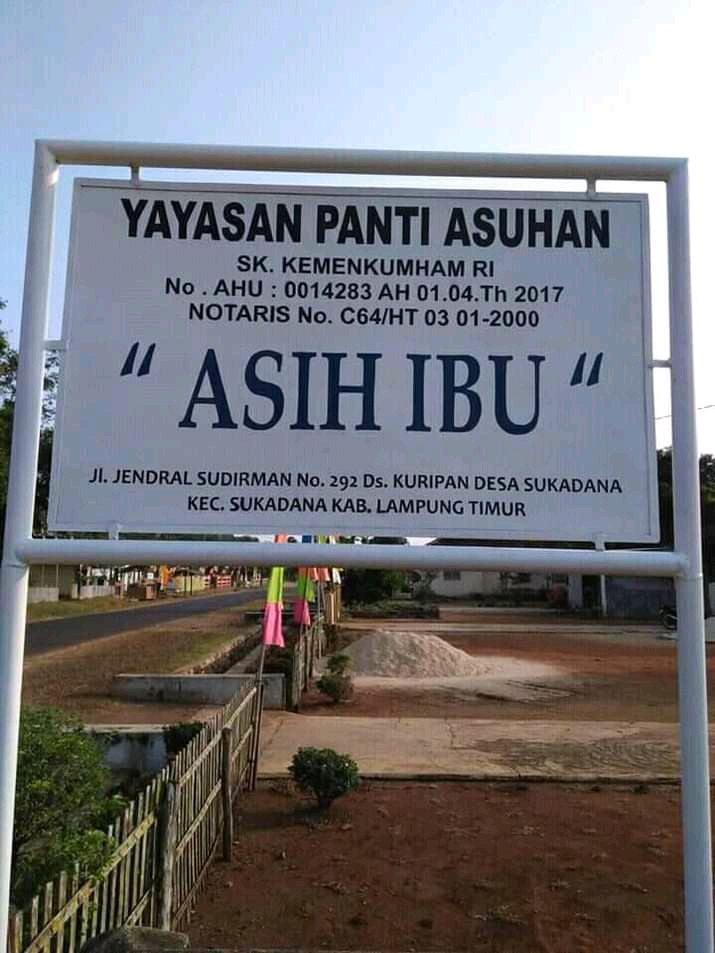 YAYASAN PANTI ASUHAN
SK. KEMENKUMHAM RI
No . AHU : 0014283 AH 01.04.Th 2017
NOTARIS No. C64/HT 03 01-2000
" ASIH IBU "
Jl. JENDRAL SUDIRMAN No. 292 Ds. KURIPAN DESA SUKADANA
KEC. SUKADANA KAB. LAMPUNG TIMUR